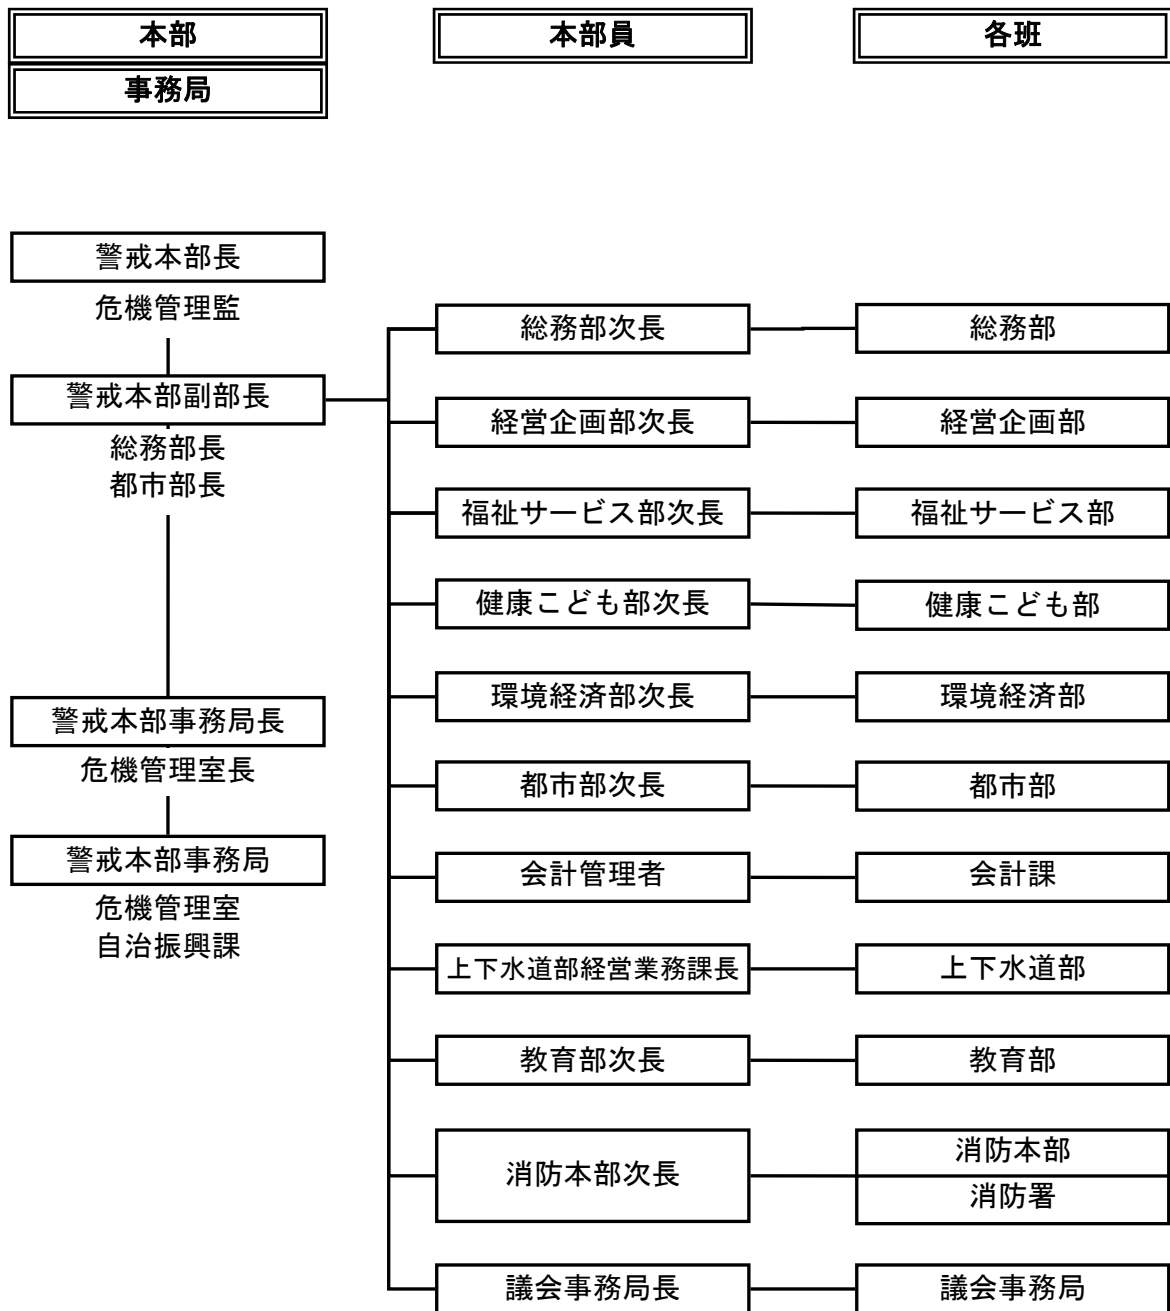 本部
本部員
各班
事務局
警戒本部長
危機管理監
警戒本部副部長
総務部長
都市部長
警戒本部事務局長
危機管理室長
警戒本部事務局
危機管理室
自治振興課
総務部次長
総務部
経営企画部次長
経営企画部
福祉サービス部次長
福祉サービス部
健康こども部次長
健康こども部
環境経済部次長
環境経済部
都市部次長
都市部
会計管理者
会計課
上下水道部経営業務課長
上下水道部
教育部次長
教育部
消防本部次長
消防本部
消防署
議会事務局長
議会事務局